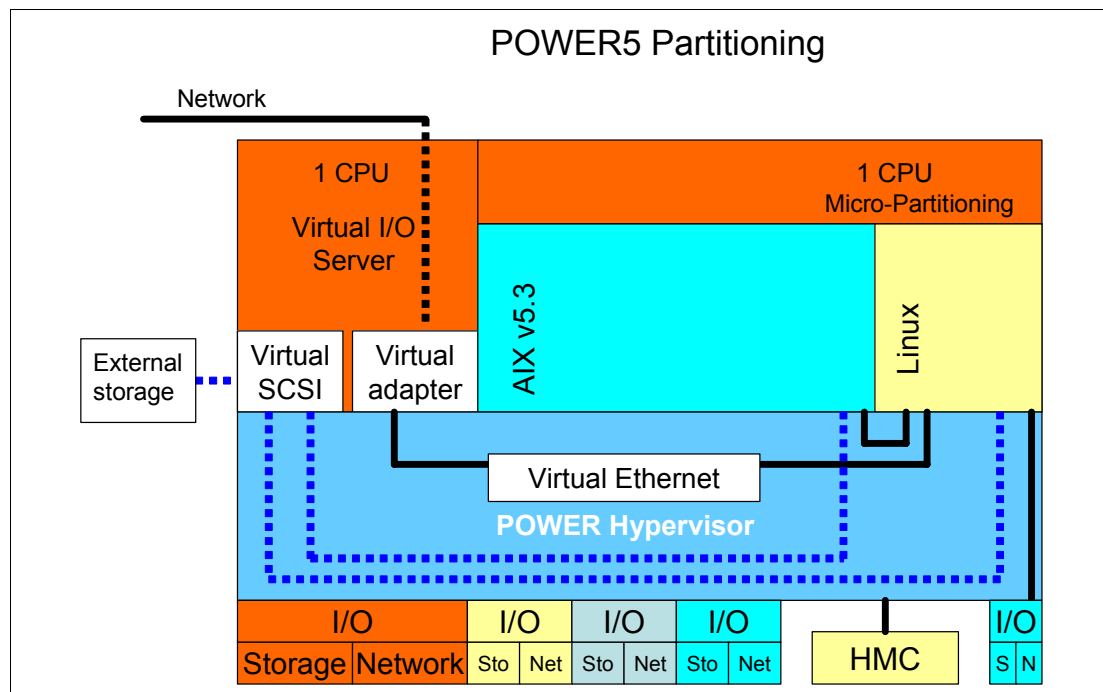 POWER5 Partitioning
Network
1 CPU
Virtual I/O
Server
1 CPU
Micro-Partitioning
AIX v5.3
Linux
External
storage
Virtual
SCSI
Virtual
adapter
Virtual Ethernet
POWER Hypervisor
I/O
Storage
Network
I/O
Sto
Net
I/O
Sto
Net
I/O
Sto
Net
HMC
I/O
S
N